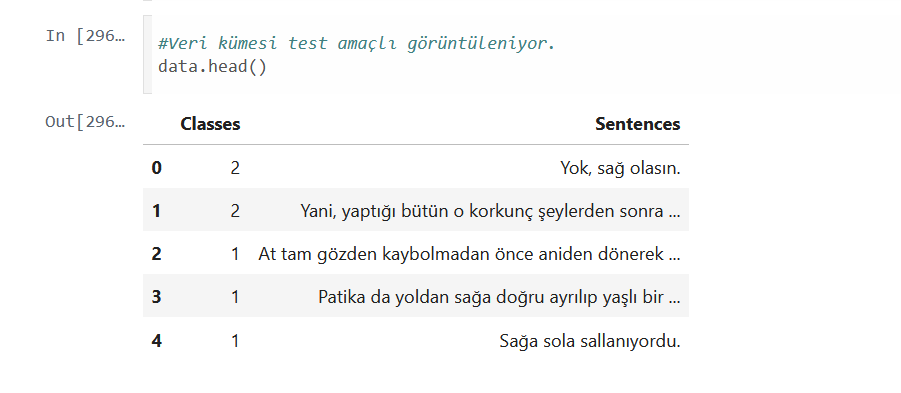 In [296…
#Veri kümesi test amaçlı görüntüleniyor.
data.head()
Out[296…
Classes Sentences
0 2 Yok, sağ olasın.
1 2 Yani, yaptığı bütün o korkunç şeylerden sonra ...
2 1 At tam gözden kaybolmadan önce aniden dönerek ...
3 1 Patika da yoldan sağa doğru ayrılıp yaşlı bir ...
4 1 Sağa sola sallanıyordu.